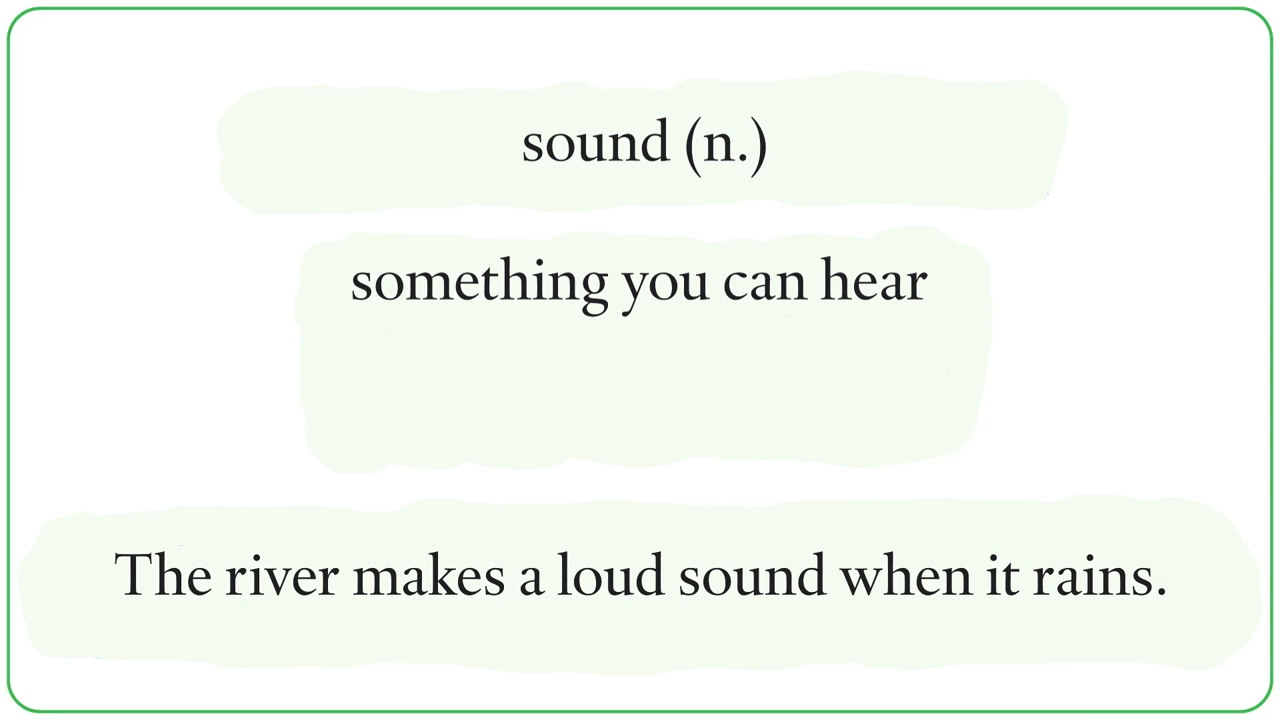 sound (n.)
something you can hear
The river makes a loud sound when it rains.